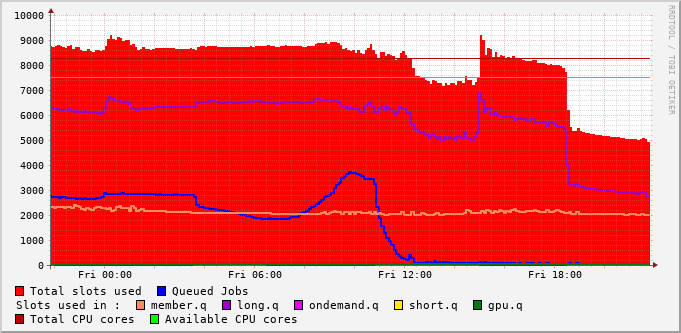 10000
9000
8000
7000
6000
5000
4000
3000
2000
1000
0
Fri 00:00 Fri 06:00 Fri 12:00 Fri 18:00
RRDTOOL / TOBI OETIKER
Total slots used Queued Jobs
Slots used in : member.q long.q ondemand.q short.q gpu.q
Total CPU cores Available CPU cores